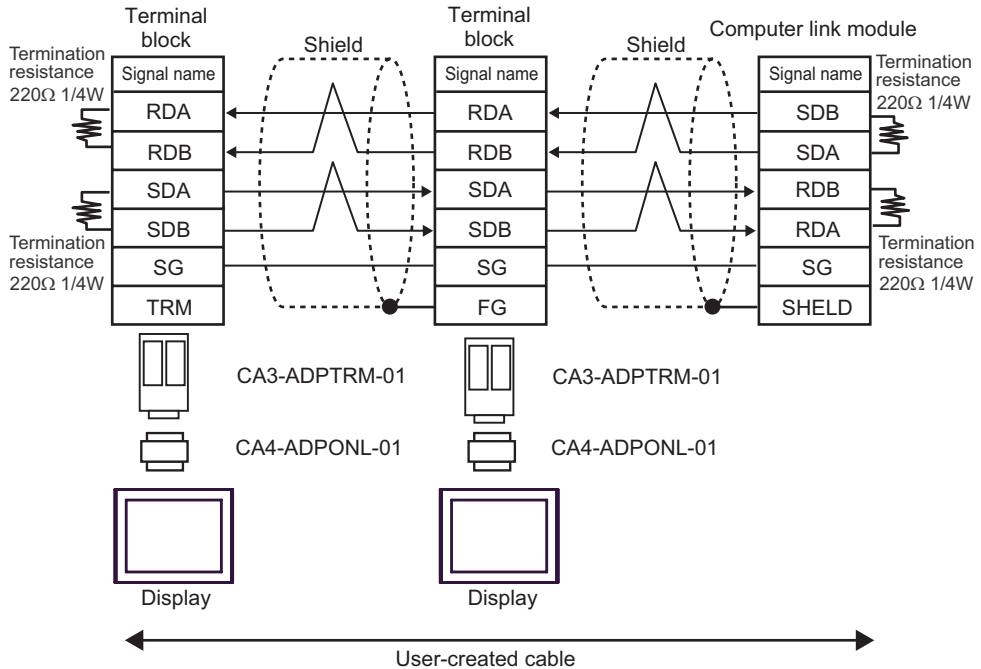 Terminal
block
Shield
Terminal
block
Shield
Computer link module
Termination
resistance
220Ω 1/4W
Signal name
RDA
RDB
SDA
SDB
SG
TRM
Termination
resistance
220Ω 1/4W
Signal name
RDA
RDB
SDA
SDB
SG
FG
Signal name
SDB
SDA
RDB
RDA
SG
SHELD
Termination
resistance
220Ω 1/4W
Termination
resistance
220Ω 1/4W
CA3-ADPTRM-01
CA3-ADPTRM-01
CA4-ADPONL-01
CA4-ADPONL-01
Display
Display
User-created cable